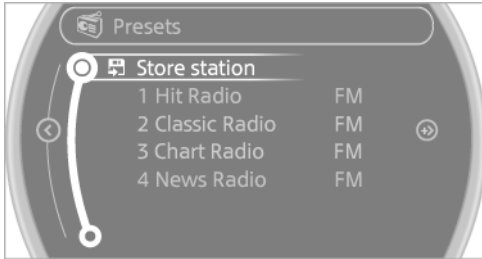 Presets
Store station
1 Hit Radio FM
2 Classic Radio FM
3 Chart Radio FM
4 News Radio FM